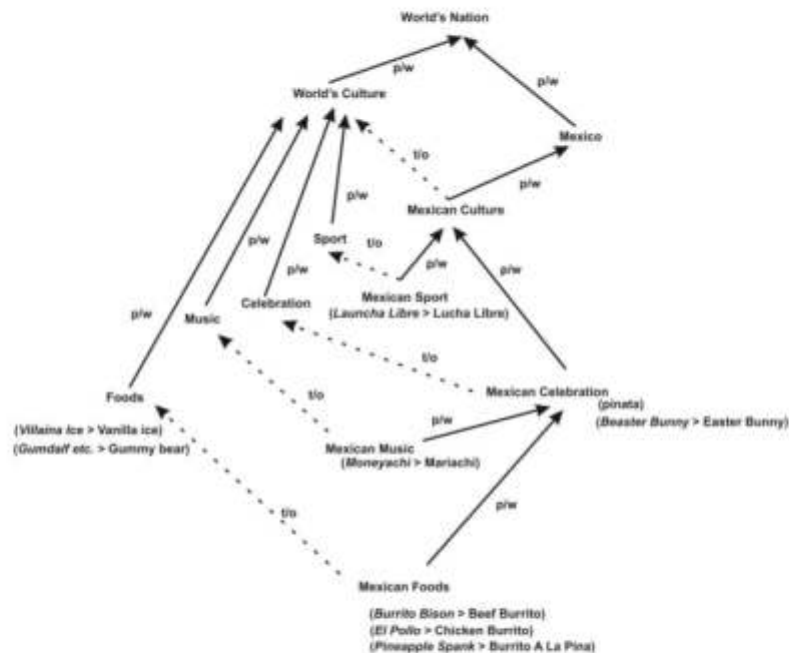 World's Nation
p/w
World's Culture
Mexico
t/o
p/w
Mexican Culture
p/w
Sport
t/o
p/w
p/w
p/w
p/w
Mexican Sport
(Launcha Libre > Lucha Libre)
Celebration
Music
p/w
t/o
Foods
Mexican Celebration
(pinata)
(Beaster Bunny > Easter Bunny)
t/o
p/w
(Villaina Ice > Vanilla ice)
(Gumdalf etc. > Gummy bear)
Mexican Music
(Moneyachi > Mariachi)
p/w
t/o
Mexican Foods
(Burrito Bison > Beef Burrito)
(El Pollo > Chicken Burrito)
(Pineapple Spank > Burrito A La Pina)